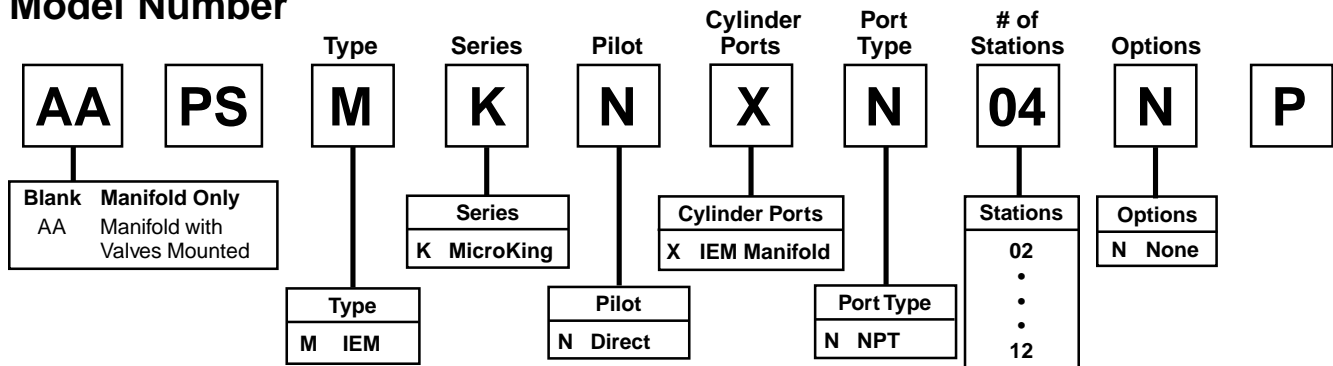 Model Number
Type
Series
Pilot
Cylinder
Ports
Port
Type
# of
Stations
Options
AA PS M K N X N 04 N P
Blank Manifold Only
AA Manifold with
Valves Mounted
Series
K MicroKing
Cylinder Ports
X IEM Manifold
Stations
02
•
•
•
12
Options
N None
Type
M IEM
Pilot
N Direct
Port Type
N NPT